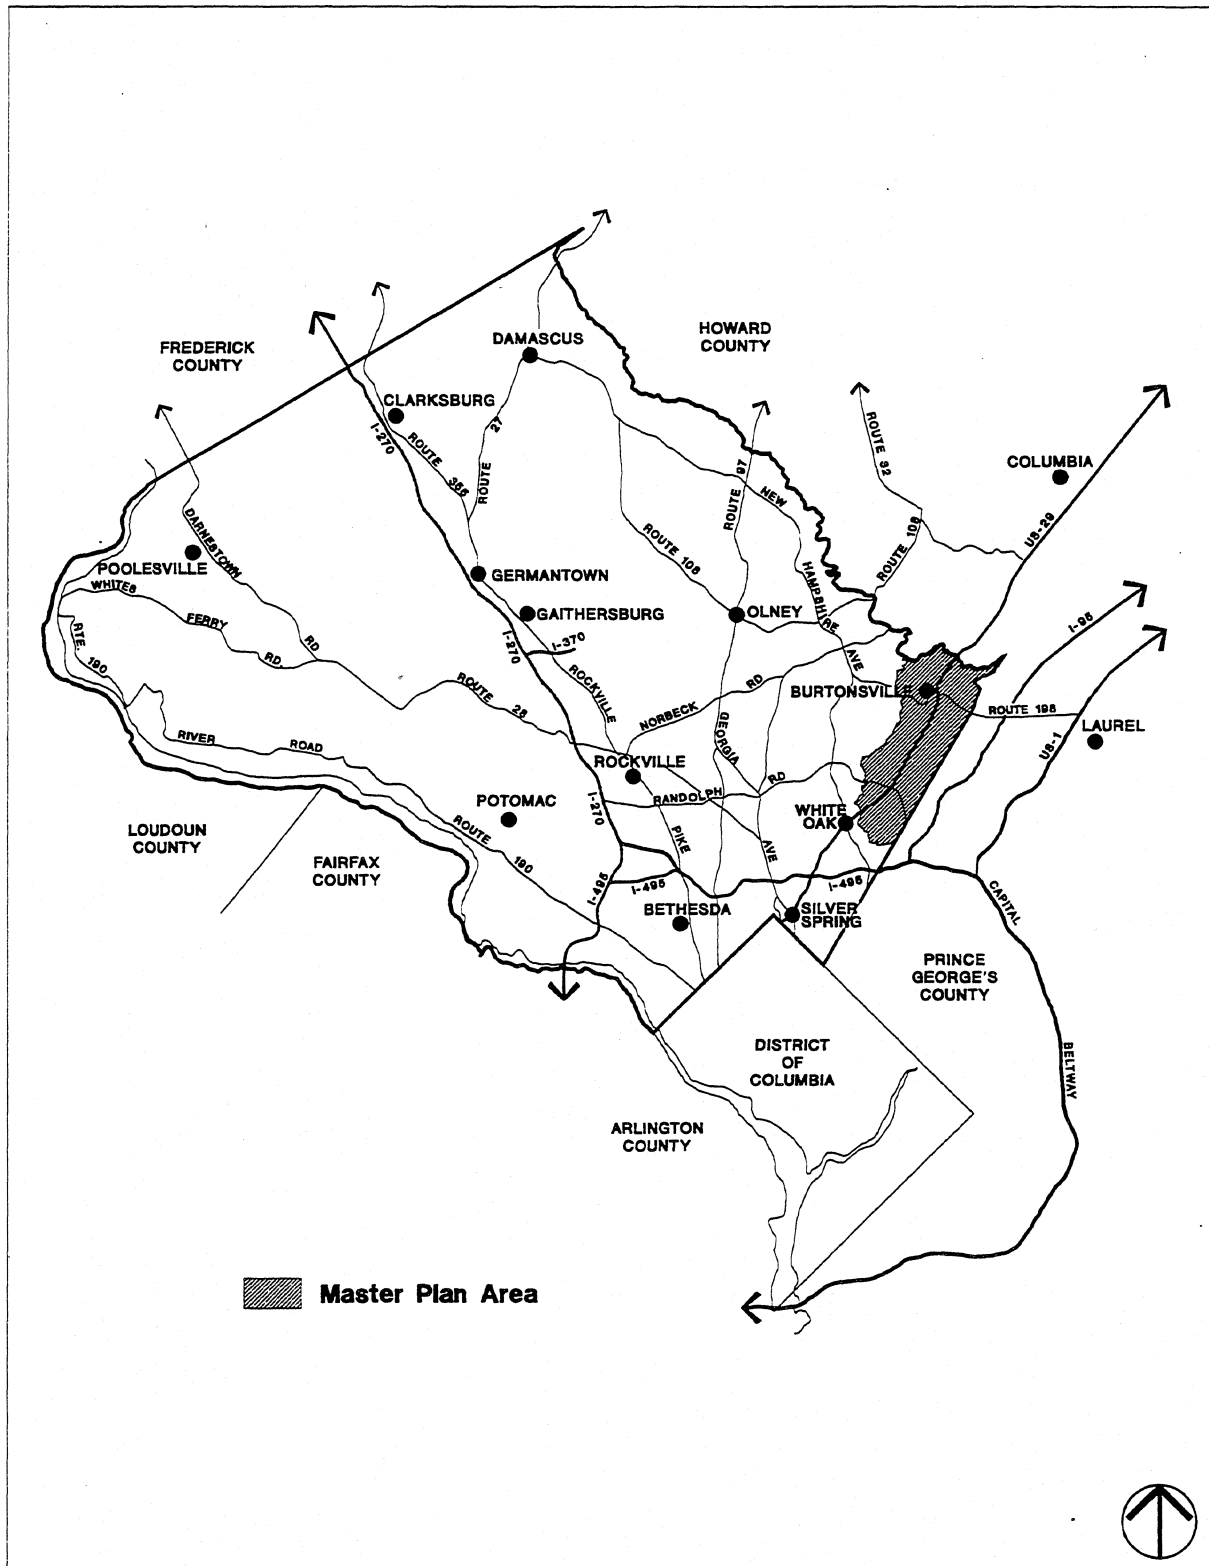 HOWARD
COUNTY
FREDERICK
COUNTY
DAMASCUS
CLARKSBURG
I-270
ROUTE 355
ROUTE 27
ROUTE 97
NEW HAMPSHIRE AVE
ROUTE 32
COLUMBIA
US-29
ROUTE 108
ROUTE 108
DARNESTOWN RD
POOLESVILLE
WHITES FERRY RD.
GERMANTOWN
GAITHERSBURG
OLNEY
I-95
RTE. 190
I-270
I-370
ROCKVILLE PIKE
ROUTE 28
NORBECK RD
BURTONSVILLE
ROUTE 198
LAUREL
US-1
RIVER ROAD
GEORGIA AVE
ROCKVILLE
RANDOLPH RD
I-270
POTOMAC
WHITE
OAK
LOUDOUN
COUNTY
ROUTE 190
FAIRFAX
COUNTY
I-495
I-495
I-495
BETHESDA
SILVER
SPRING
CAPITAL BELTWAY
PRINCE
GEORGE'S
COUNTY
DISTRICT
OF
COLUMBIA
ARLINGTON
COUNTY
Master Plan Area